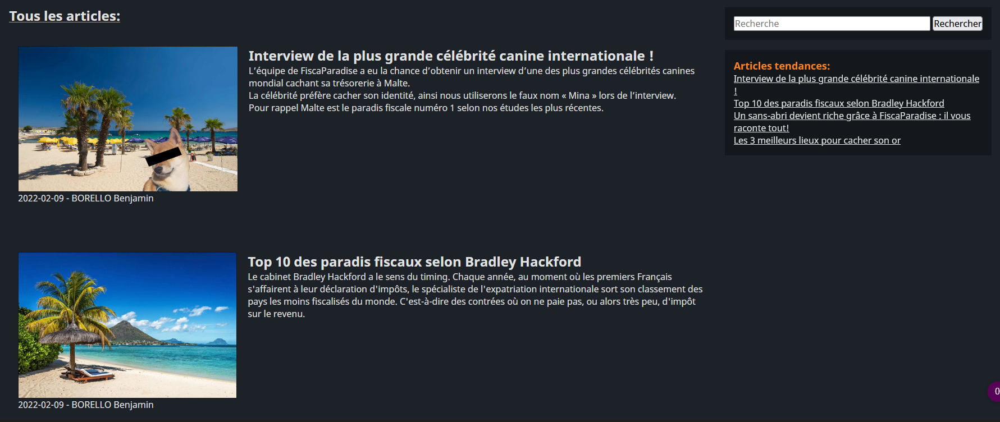 Tous les articles:
Interview de la plus grande célébrité canine internationale !
L’équipe de FiscaParadise a eu la chance d’obtenir un interview d’une des plus grandes célébrités canines
mondial cachant sa trésorerie à Malte.
La célébrité préfère cacher son identité, ainsi nous utiliserons le faux nom « Mina » lors de l’interview.
Pour rappel Malte est le paradis fiscale numéro 1 selon nos études les plus récentes.
2022-02-09 - BORELLO Benjamin
Top 10 des paradis fiscaux selon Bradley Hackford
Le cabinet Bradley Hackford a le sens du timing. Chaque année, au moment où les premiers Français
s'affairent à leur déclaration d'impôts, le spécialiste de l'expatriation internationale sort son classement des
pays les moins fiscalisés du monde. C'est-à-dire des contrées où on ne paie pas, ou alors très peu, d'impôt
sur le revenu.
2022-02-09 - BORELLO Benjamin
Recherche
Rechercher
Articles tendances:
Interview de la plus grande célébrité canine internationale
!
Top 10 des paradis fiscaux selon Bradley Hackford
Un sans-abri devient riche grâce à FiscaParadise : il vous
raconte tout!
Les 3 meilleurs lieux pour cacher son or
0